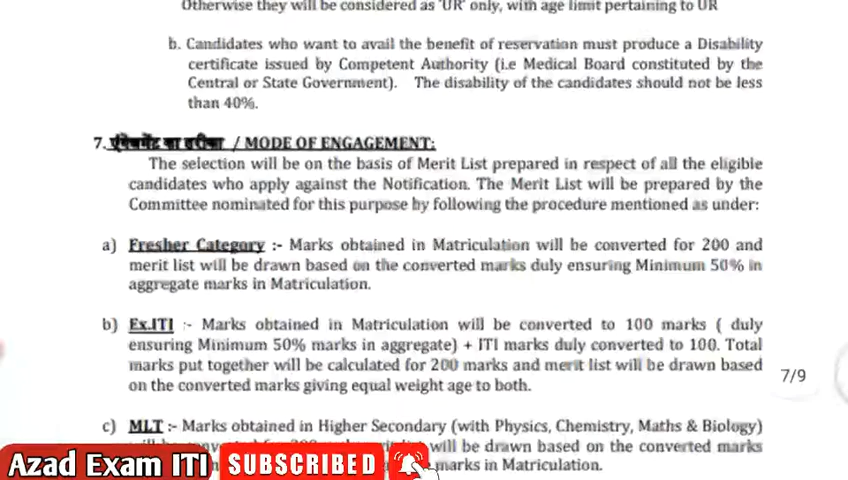 Otherwise they will be considered as 'UR' only, with age limit pertaining to UR
b. Candidates who want to avail the benefit of reservation must produce a Disability
certificate issued by Competent Authority (i.e Medical Board constituted by the
Central or State Government). The disability of the candidates should not be less
than 40%.
7. का तरीका / MODE OF ENGAGEMENT:
The selection will be on the basis of Merit List prepared in respect of all the eligible
candidates who apply against the Notification. The Merit List will be prepared by the
Committee nominated for this purpose by following the procedure mentioned as under:
a) Fresher Category :- Marks obtained in Matriculation will be converted for 200 and
merit list will be drawn based on the converted marks duly ensuring Minimum 50% in
aggregate marks in Matriculation.
b) Ex.ITI :- Marks obtained in Matriculation will be converted to 100 marks ( duly
ensuring Minimum 50% marks in aggregate) + ITI marks duly converted to 100. Total
marks put together will be calculated for 200 marks and merit list will be drawn based
on the converted marks giving equal weight age to both.
7/9
c) MLT :- Marks obtained in Higher Secondary (with Physics, Chemistry, Maths & Biology)
will be drawn based on the converted marks
marks in Matriculation.
Azad Exam ITI SUBSCRIBED